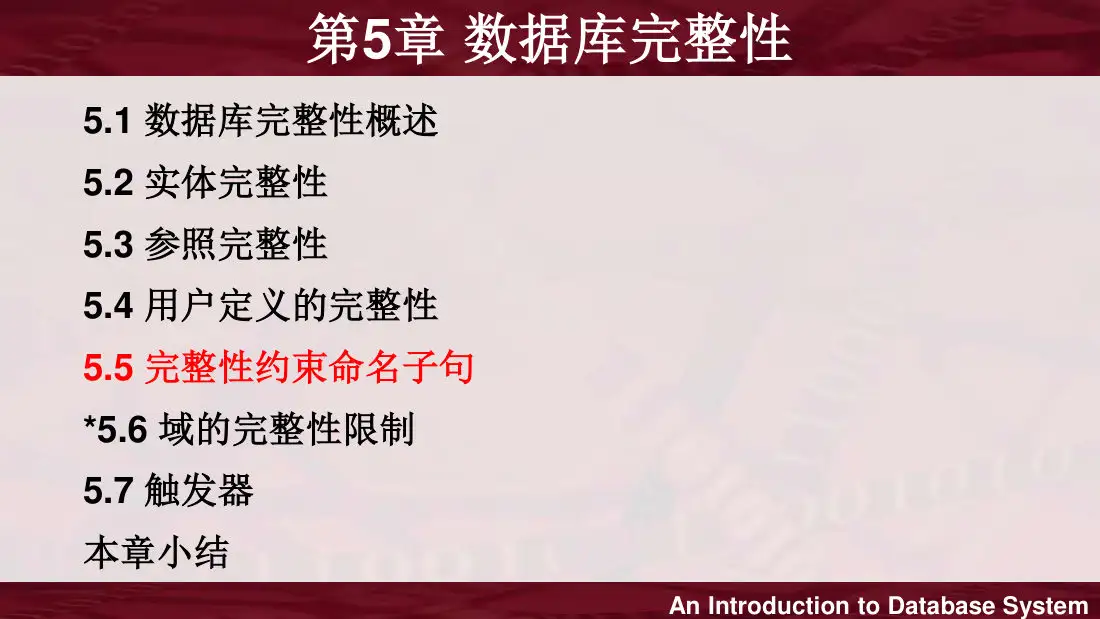 第5章 数据库完整性
5.1 数据库完整性概述
5.2 实体完整性
5.3 参照完整性
5.4 用户定义的完整性
5.5 完整性约束命名子句
*5.6 域的完整性限制
5.7 触发器
本章小结
An Introduction to Database System